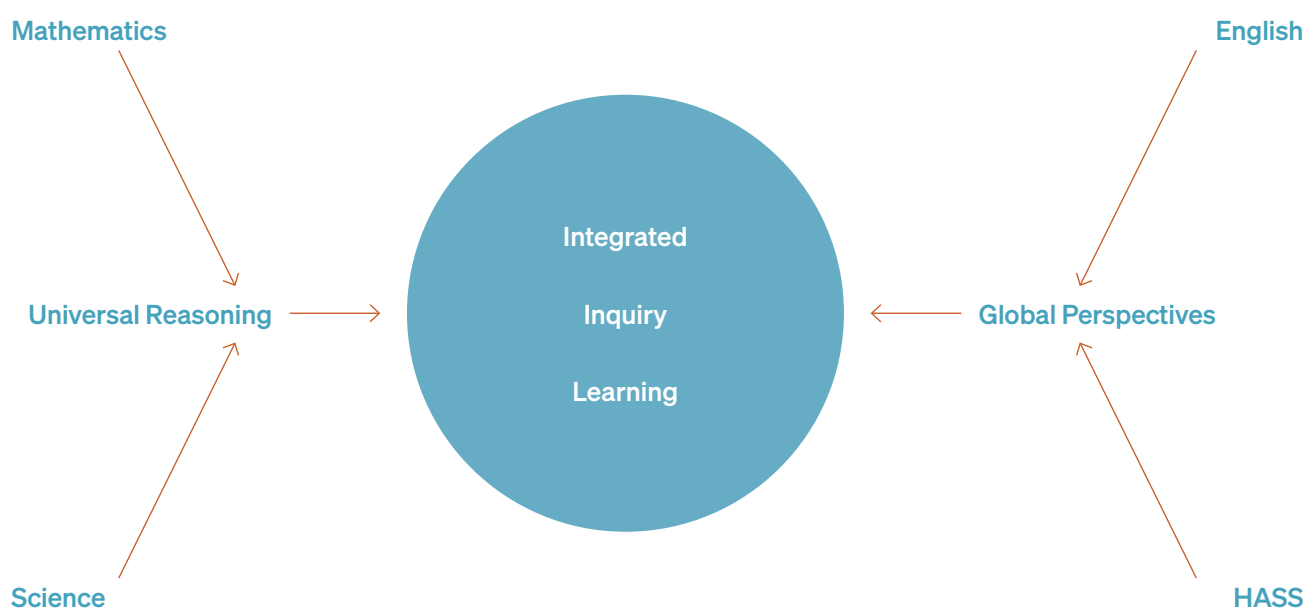 Mathematics
English
Integrated
Universal Reasoning
Inquiry
Global Perspectives
Learning
Science
HASS